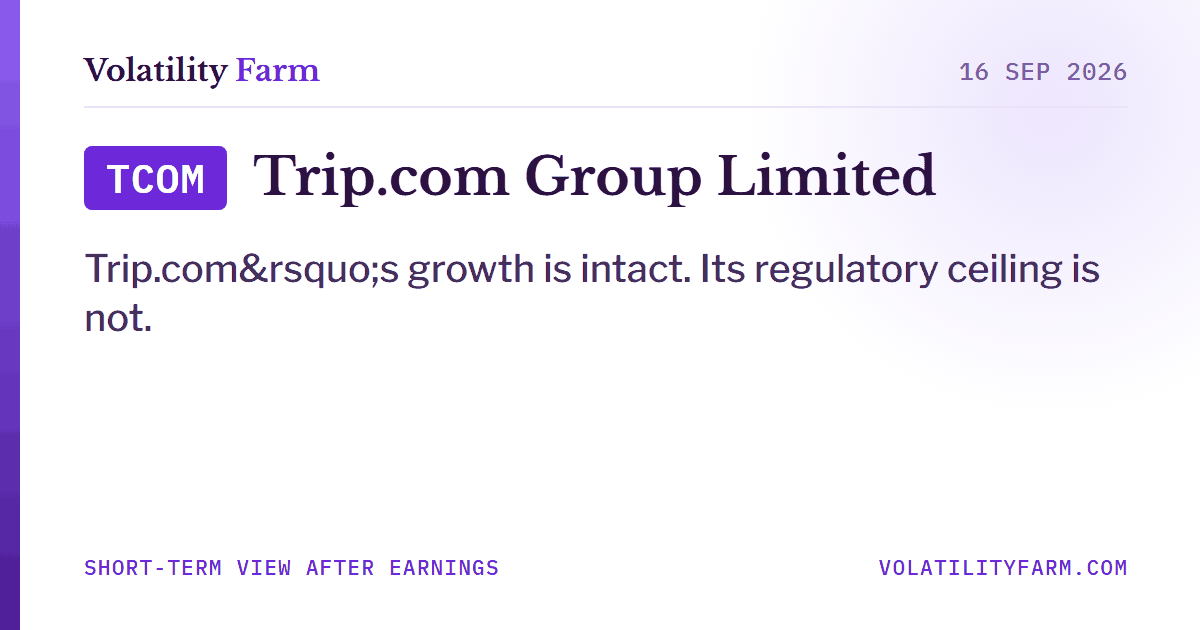 Volatility Farm
16 SEP 2026
TCOM Trip.com Group Limited
Trip.com&rsquo;s growth is intact. Its regulatory ceiling is
not.
SHORT-TERM VIEW AFTER EARNINGS
VOLATILITYFARM.COM